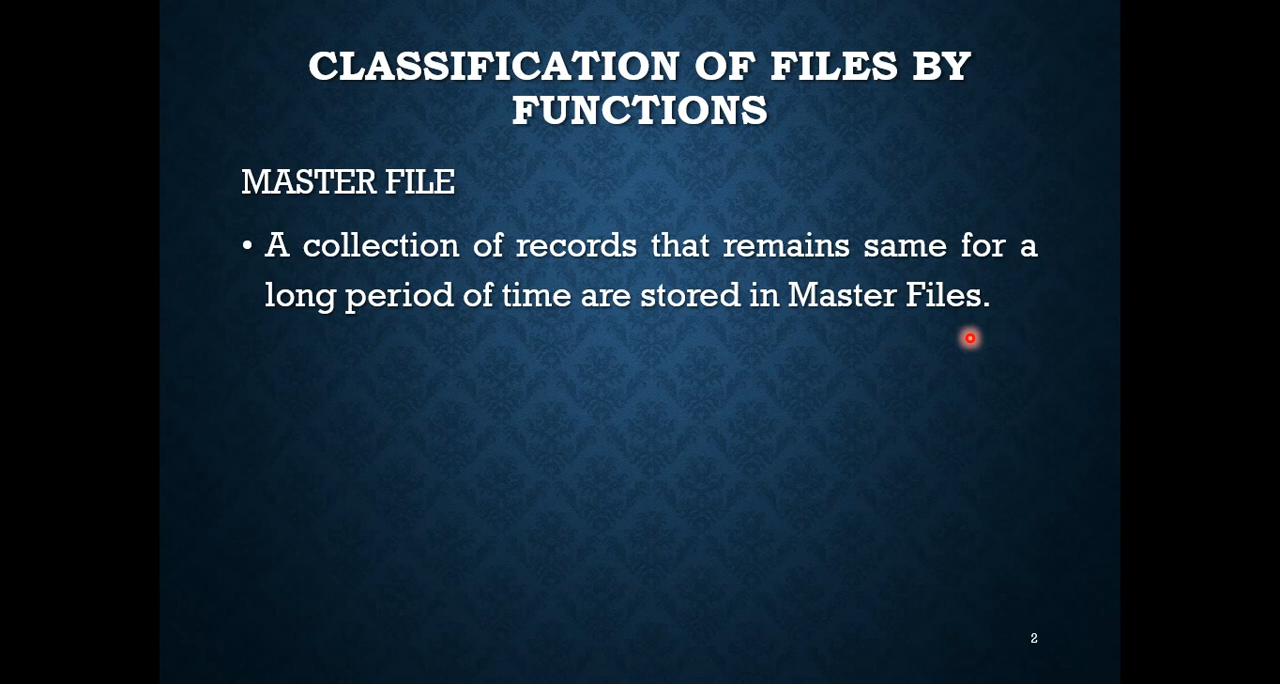 CLASSIFICATION OF FILES BY
FUNCTIONS
MASTER FILE
• A collection of records that remains same for a
long period of time are stored in Master Files.
2